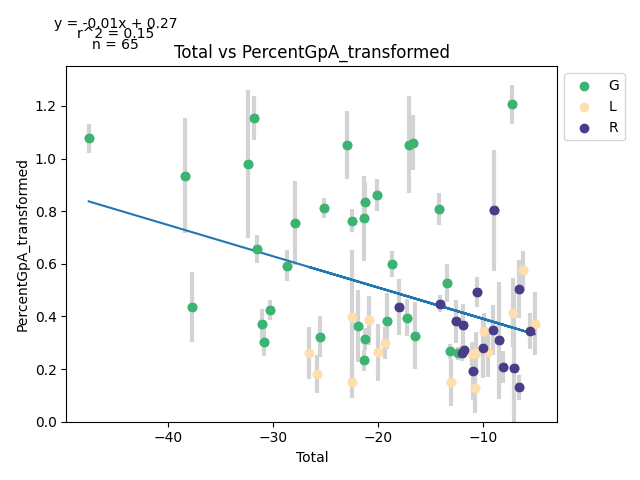 y = -0.01x + 0.27
r^2 = 0.15
n = 65
Total vs PercentGpA_transformed
G
L
R
1.2
1.0
0.8
0.6
0.4
0.2
0.0
PercentGpA_transformed
−40
−30
−20
−10
Total